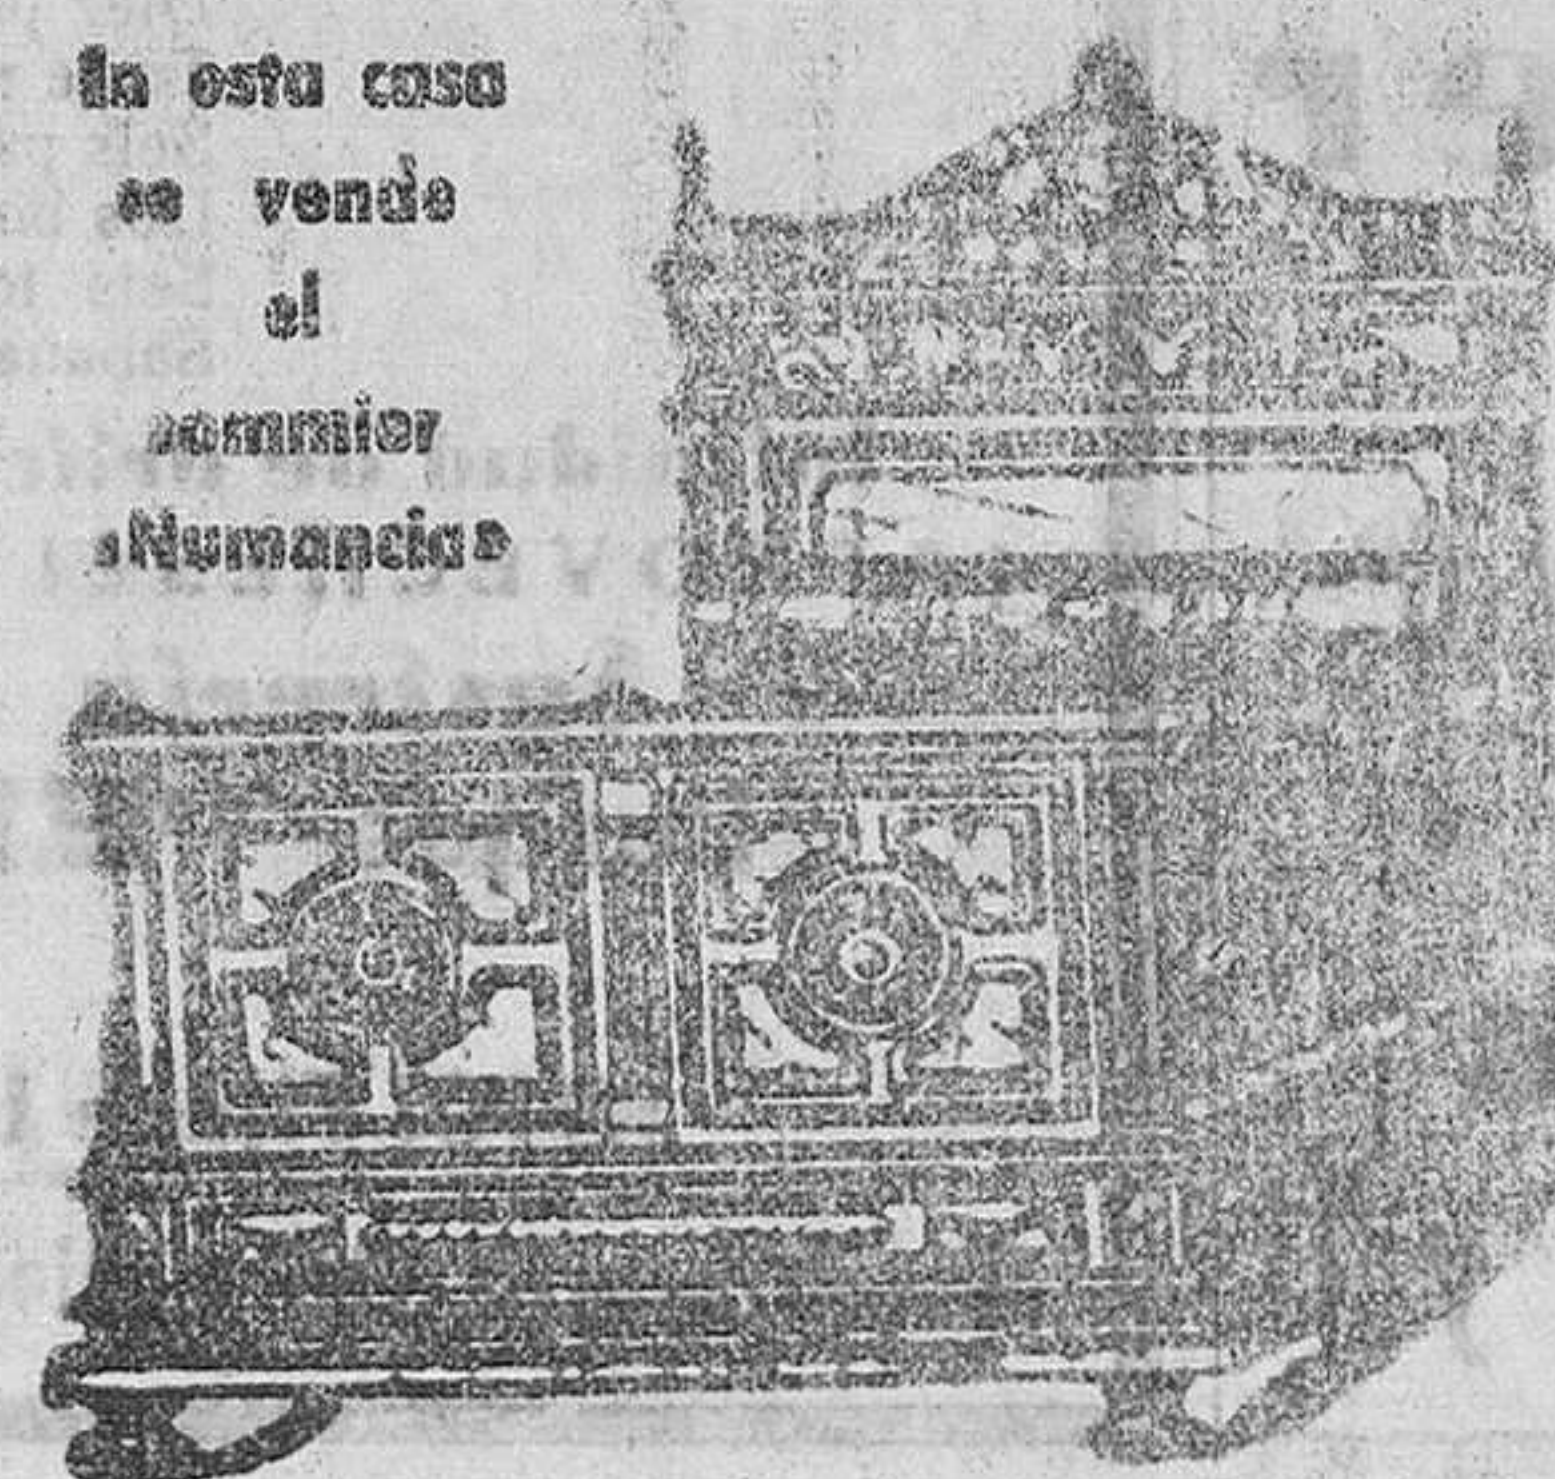 En esta casa
se vende
el
sommier
«Numancia»